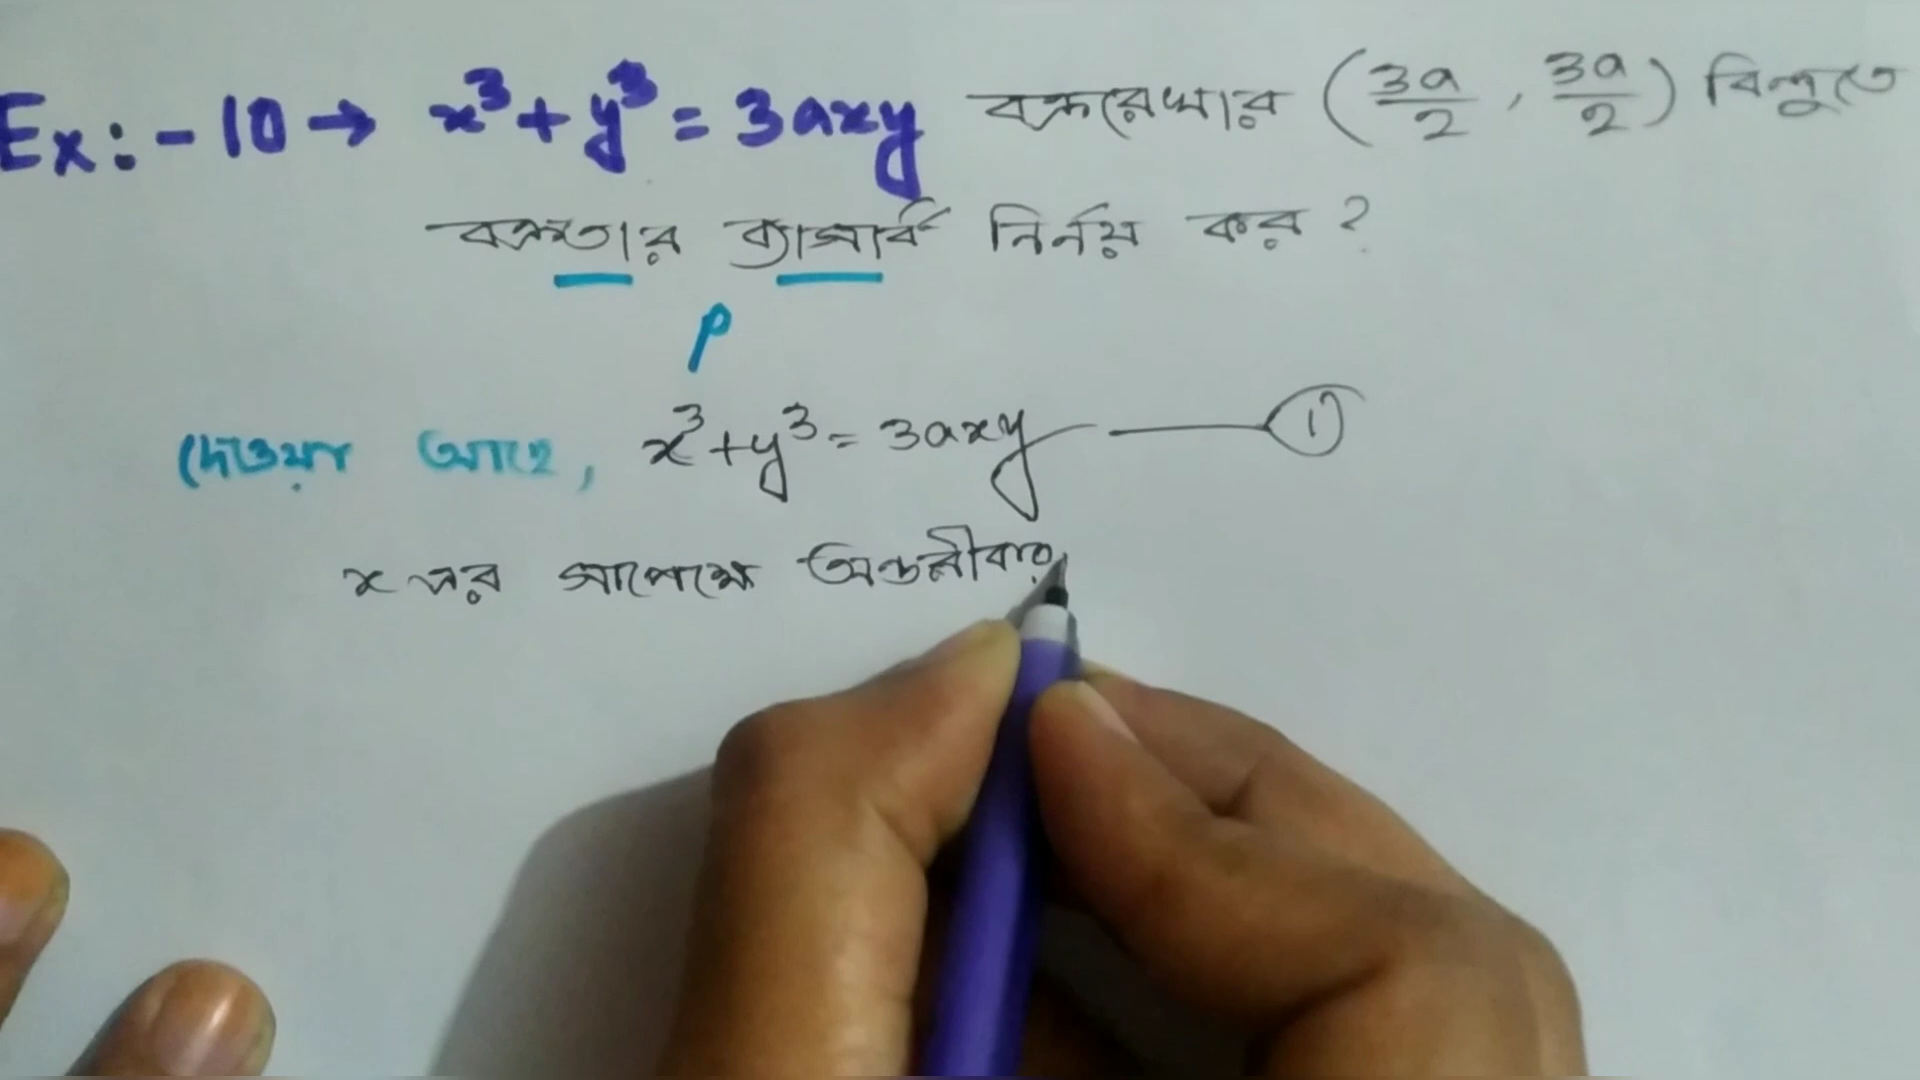 Ex:-10→ x³+y³=3axy বক্ররেখার (3a/2, 3a/2) বিন্দুতে
বক্রতার ব্যাসার্ধ নির্নয় কর ?
ρ
দেওয়া আছে, x³+y³=3axy —— ①
x এর সাপেক্ষে অন্তরীকরণ